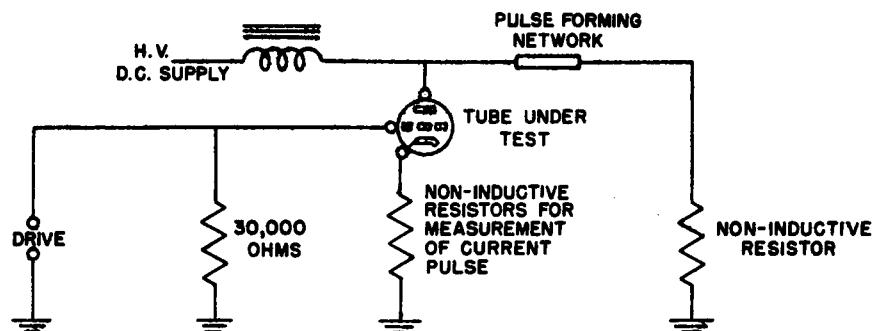 PULSE FORMING
NETWORK
H.V.
D.C. SUPPLY
TUBE UNDER
TEST
DRIVE
30,000
OHMS
NON-INDUCTIVE
RESISTORS FOR
MEASUREMENT
OF CURRENT
PULSE
NON-INDUCTIVE
RESISTOR